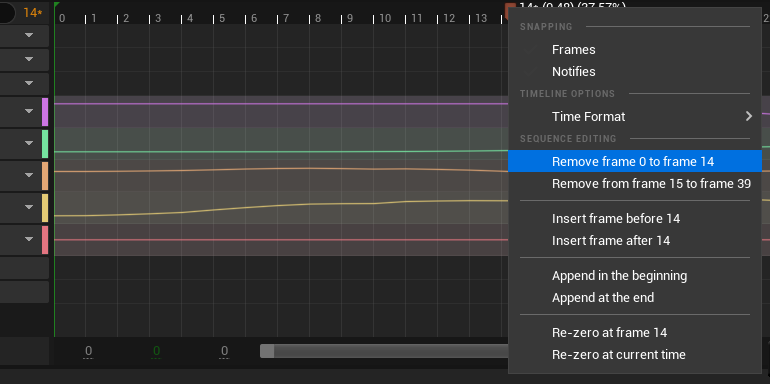 14*
0 1 2 3 4 5 6 7 8 9 10 11 12 13
14* (0.48) (37.57%)
SNAPPING
Frames
Notifies
TIMELINE OPTIONS
Time Format
SEQUENCE EDITING
Remove frame 0 to frame 14
Remove from frame 15 to frame 39
Insert frame before 14
Insert frame after 14
Append in the beginning
Append at the end
Re-zero at frame 14
Re-zero at current time
0 0 0